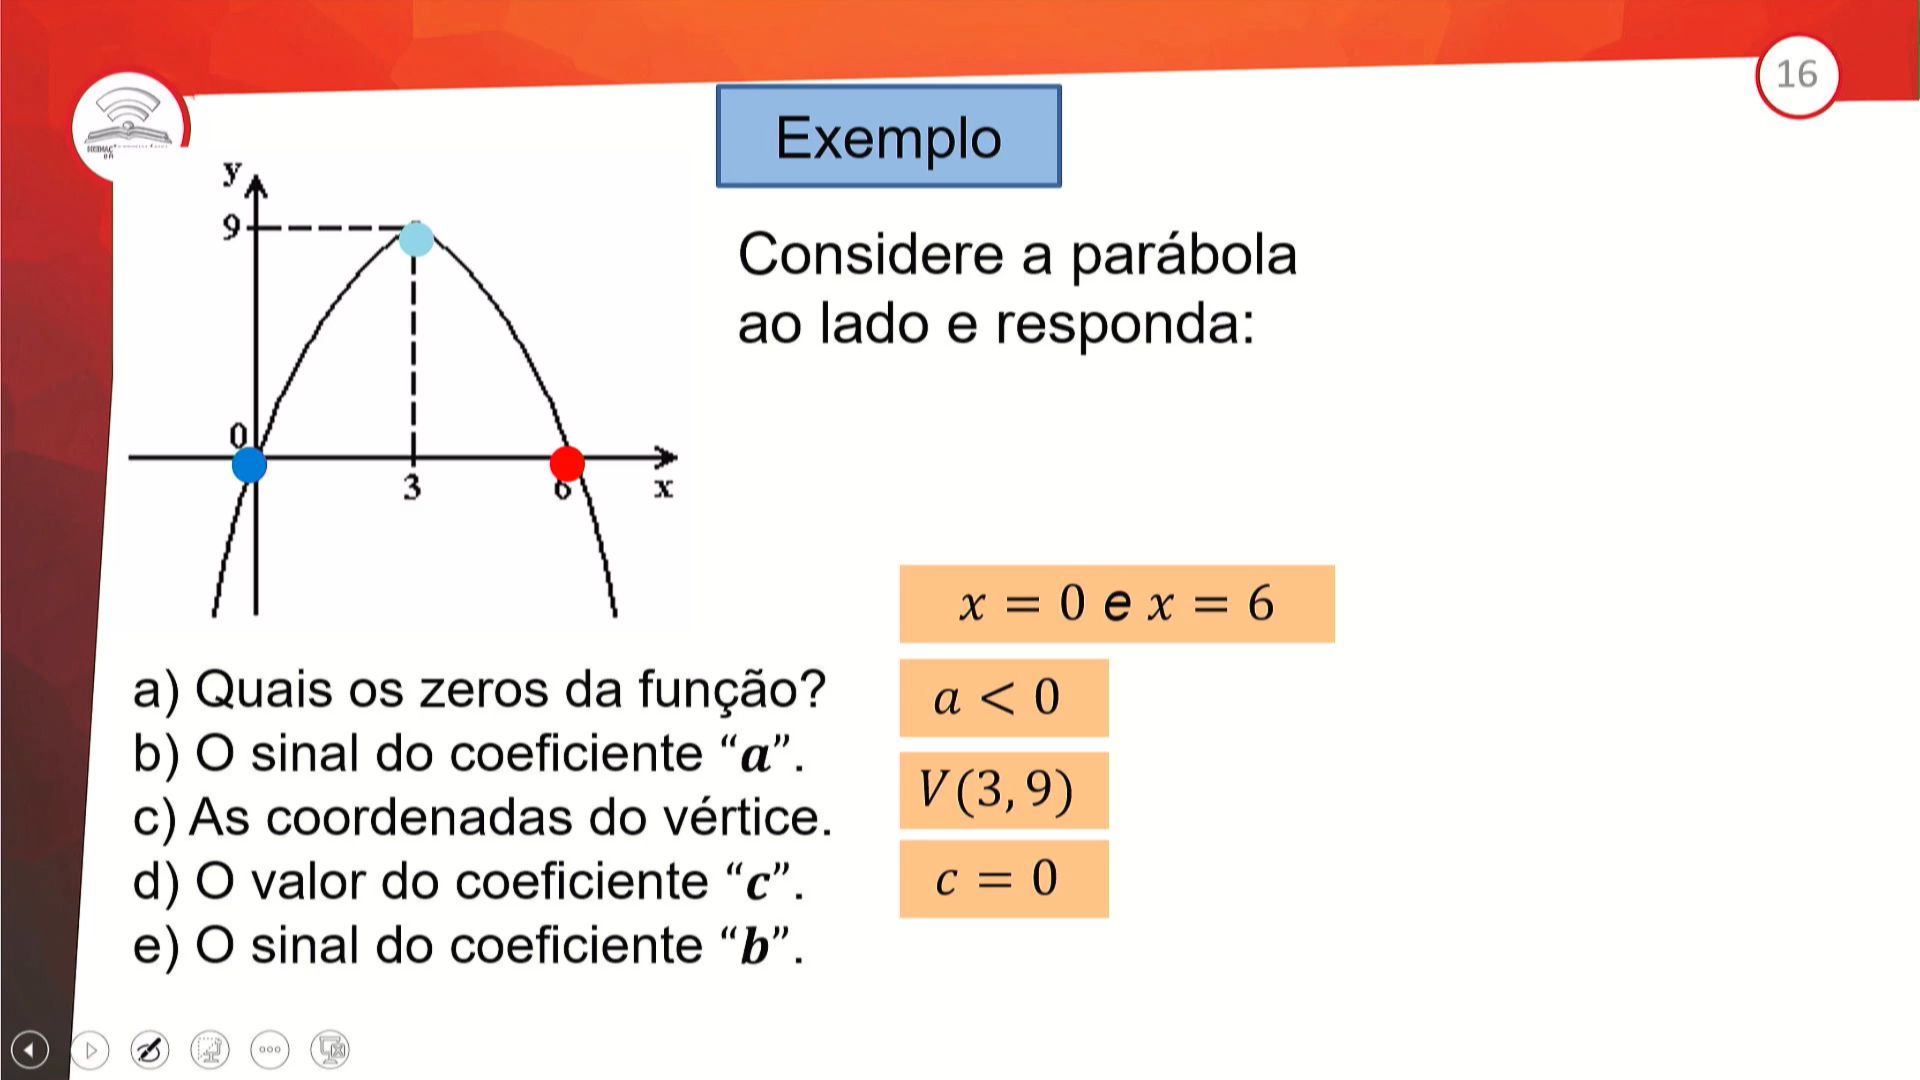 16
Exemplo
y
9
0
3
6
x
Considere a parábola
ao lado e responda:
x = 0 e x = 6
a) Quais os zeros da função?
a < 0
b) O sinal do coeficiente “a”.
V(3, 9)
c) As coordenadas do vértice.
c = 0
d) O valor do coeficiente “c”.
e) O sinal do coeficiente “b”.